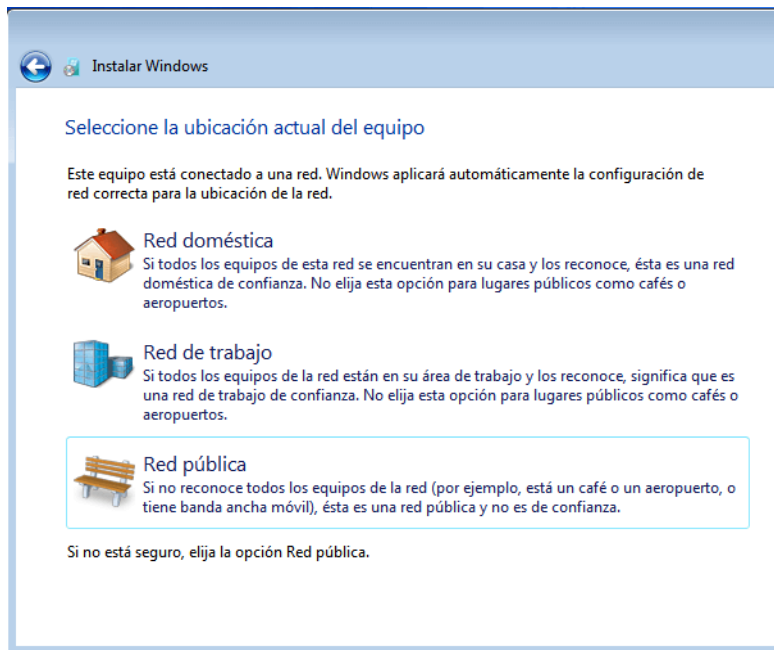 Instalar Windows
Seleccione la ubicación actual del equipo
Este equipo está conectado a una red. Windows aplicará automáticamente la configuración de
red correcta para la ubicación de la red.
Red doméstica
Si todos los equipos de esta red se encuentran en su casa y los reconoce, ésta es una red
doméstica de confianza. No elija esta opción para lugares públicos como cafés o
aeropuertos.
Red de trabajo
Si todos los equipos de la red están en su área de trabajo y los reconoce, significa que es
una red de trabajo de confianza. No elija esta opción para lugares públicos como cafés o
aeropuertos.
Red pública
Si no reconoce todos los equipos de la red (por ejemplo, está un café o un aeropuerto, o
tiene banda ancha móvil), ésta es una red pública y no es de confianza.
Si no está seguro, elija la opción Red pública.